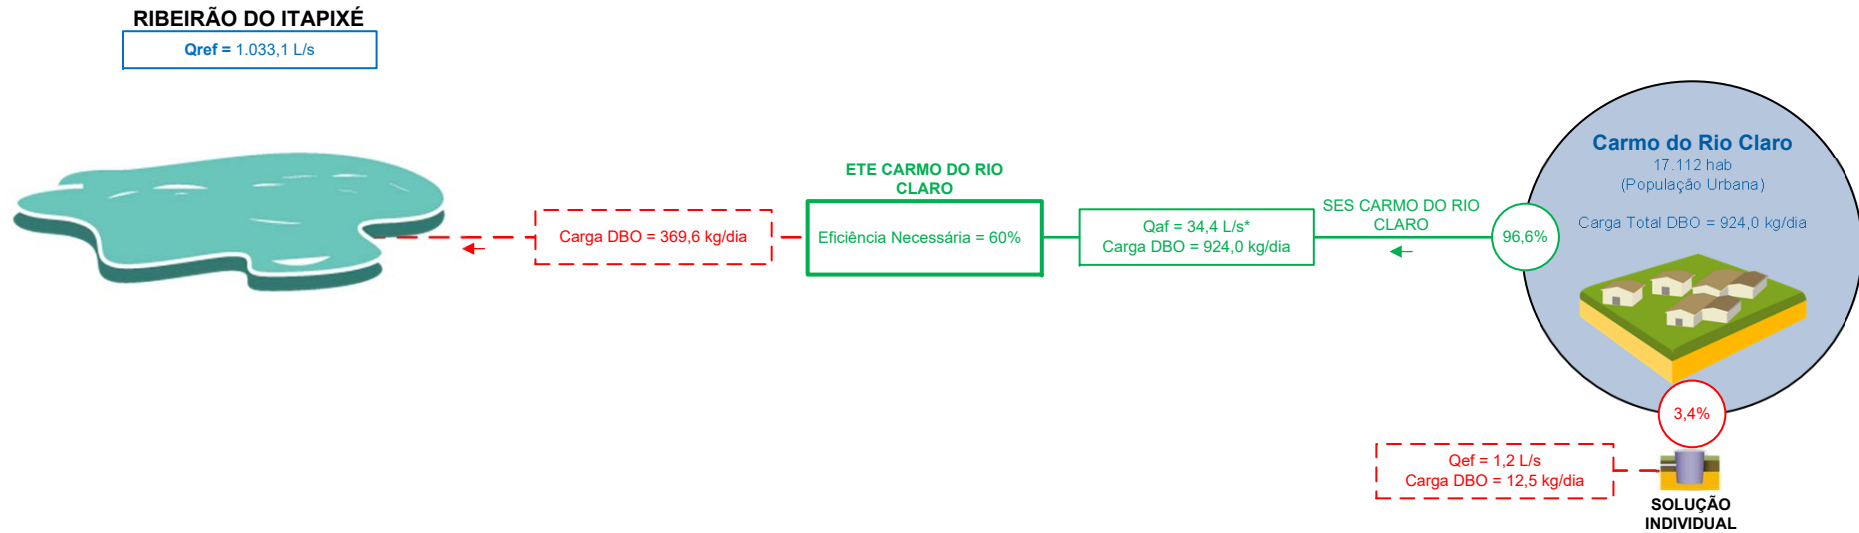 RIBEIRÃO DO ITAPIXÉ
Qref = 1.033,1 L/s
Carga DBO = 369,6 kg/dia
ETE CARMO DO RIO
CLARO
Eficiência Necessária = 60%
Qaf = 34,4 L/s*
Carga DBO = 924,0 kg/dia
SES CARMO DO RIO
CLARO
96,6%
Carmo do Rio Claro
17.112 hab
(População Urbana)
Carga Total DBO = 924,0 kg/dia
3,4%
Qef = 1,2 L/s
Carga DBO = 12,5 kg/dia
SOLUÇÃO
INDIVIDUAL